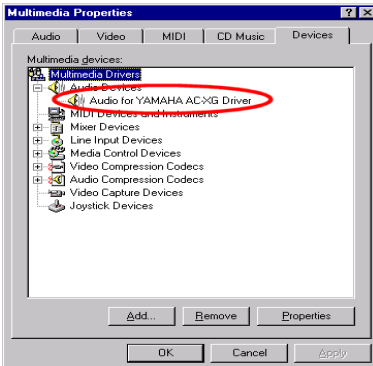 Multimedia Properties
Audio Video MIDI CD Music Devices
Multimedia devices:
Multimedia Drivers
Audio Devices
Audio for YAMAHA AC-XG Driver
MIDI Devices and Instruments
Mixer Devices
Line Input Devices
Media Control Devices
Video Compression Codecs
Audio Compression Codecs
Video Capture Devices
Joystick Devices
Add... Remove Properties
OK Cancel Apply